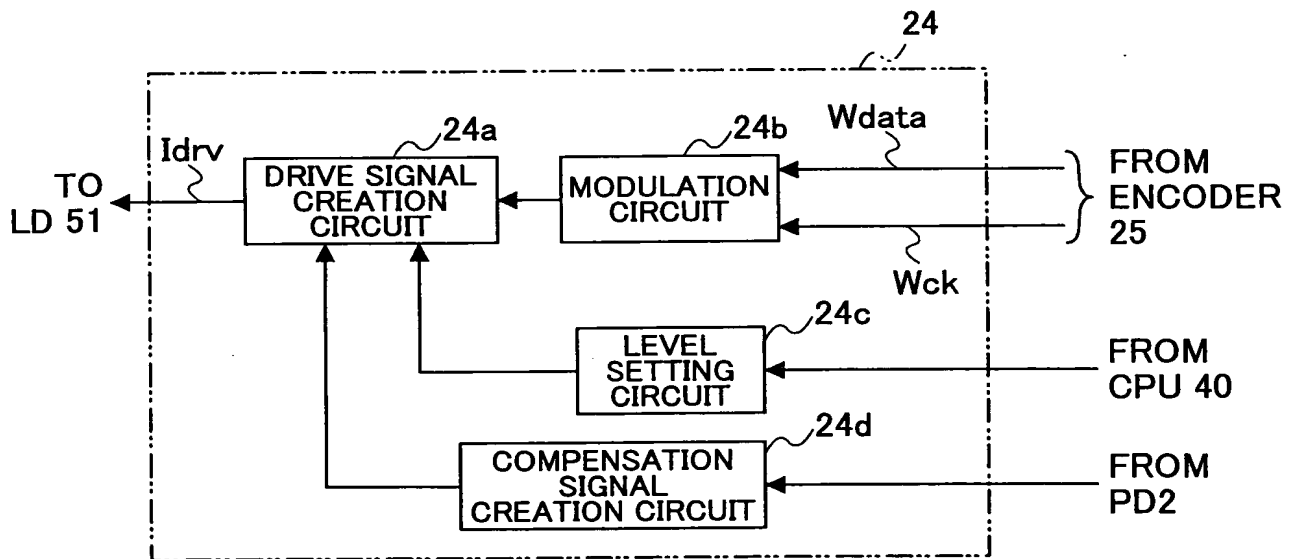 24
24a
24b
Wdata
Idrv
TO
LD 51
DRIVE SIGNAL
CREATION
CIRCUIT
MODULATION
CIRCUIT
FROM
ENCODER
25
Wck
24c
LEVEL
SETTING
CIRCUIT
FROM
CPU 40
24d
COMPENSATION
SIGNAL
CREATION CIRCUIT
FROM
PD2